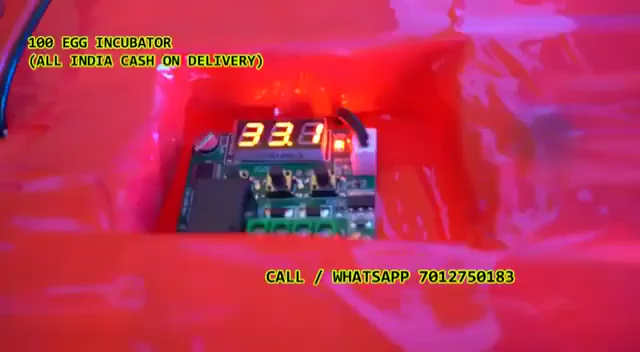 100 EGG INCUBATOR
(ALL INDIA CASH ON DELIVERY)
33.1
CALL / WHATSAPP 7012750183